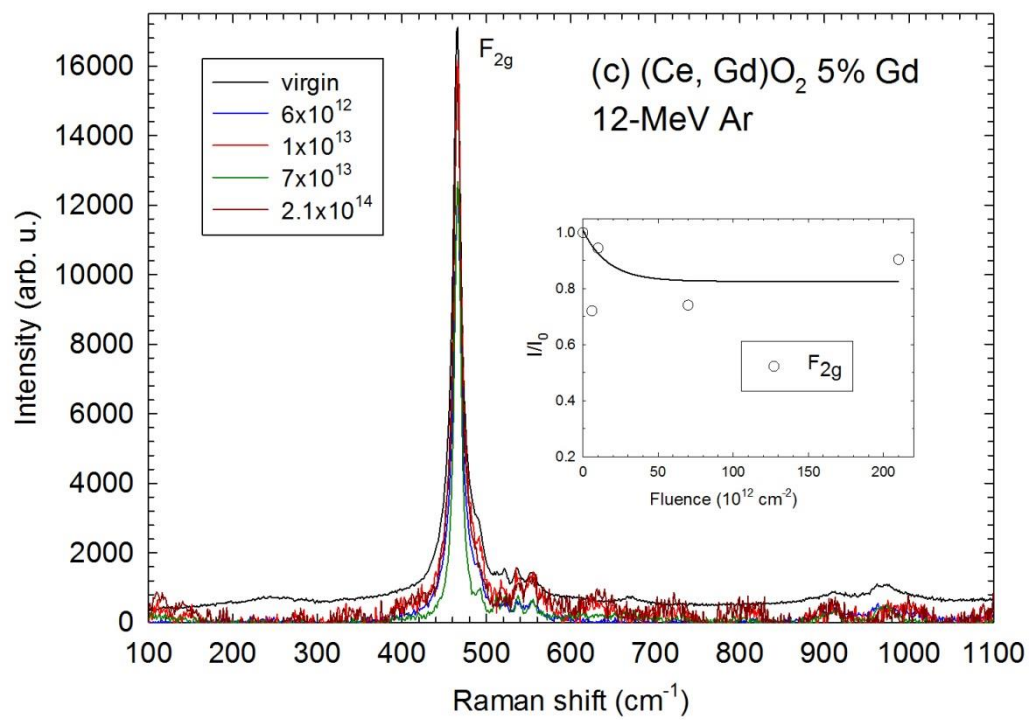 F2g
(c) (Ce, Gd)O2 5% Gd
12-MeV Ar
virgin
6x10^12
1x10^13
7x10^13
2.1x10^14
Intensity (arb. u.)
16000
14000
12000
10000
8000
6000
4000
2000
0
100 200 300 400 500 600 700 800 900 1000 1100
Raman shift (cm^-1)
I/I0
1.0
0.8
0.6
0.4
0.2
F2g
0 50 100 150 200
Fluence (10^12 cm^-2)